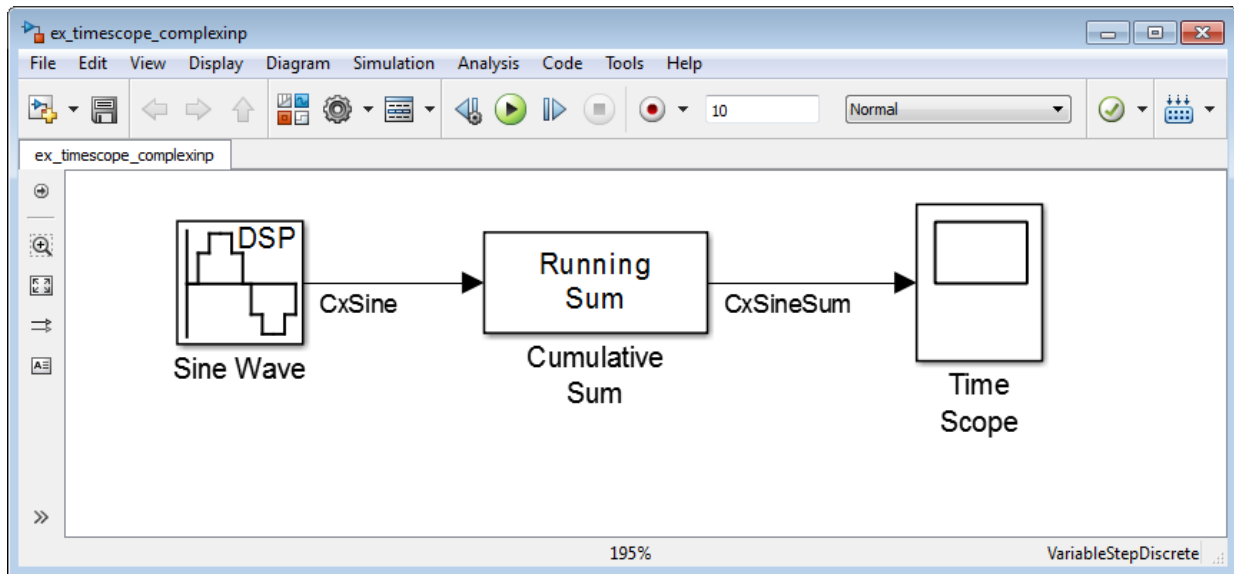 ex_timescope_complexinp
File Edit View Display Diagram Simulation Analysis Code Tools Help
10 Normal
ex_timescope_complexinp
DSP
CxSine
Sine Wave
Running
Sum
Cumulative
Sum
CxSineSum
Time
Scope
A
195% VariableStepDiscrete